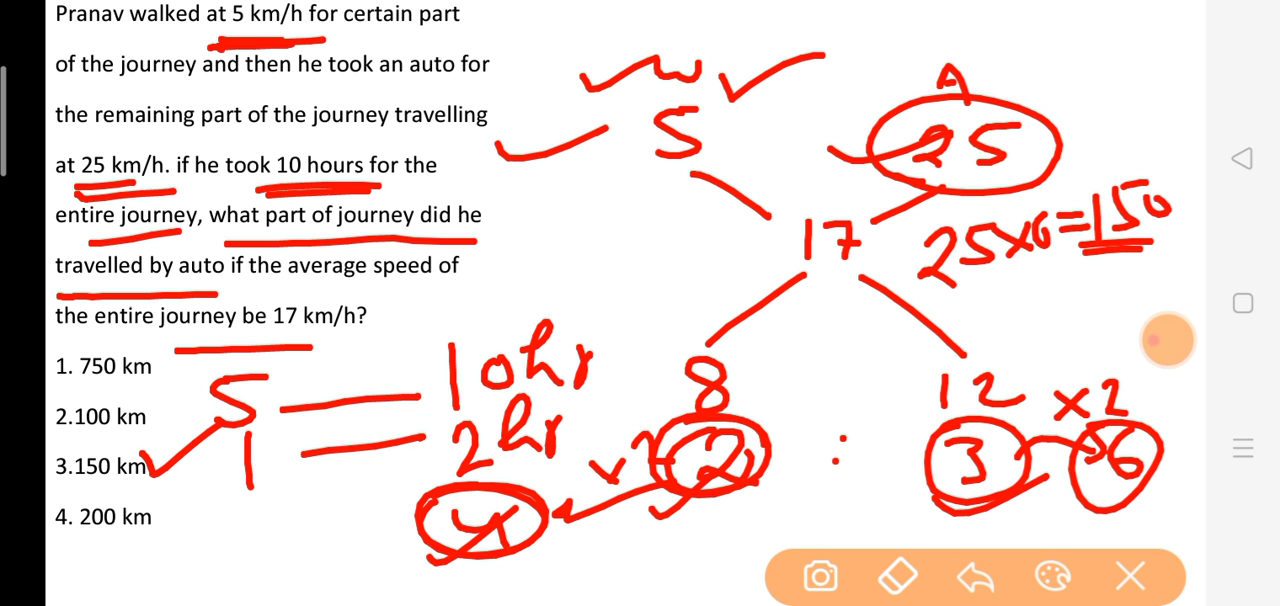 Pranav walked at 5 km/h for certain part
of the journey and then he took an auto for
the remaining part of the journey travelling
at 25 km/h. if he took 10 hours for the
entire journey, what part of journey did he
travelled by auto if the average speed of
the entire journey be 17 km/h?
1. 750 km
2.100 km
3.150 km
4. 200 km
W A
5 25
17 25x6=150
8 12 x2
2 : 3 6
5 10hr
1 2hr
4